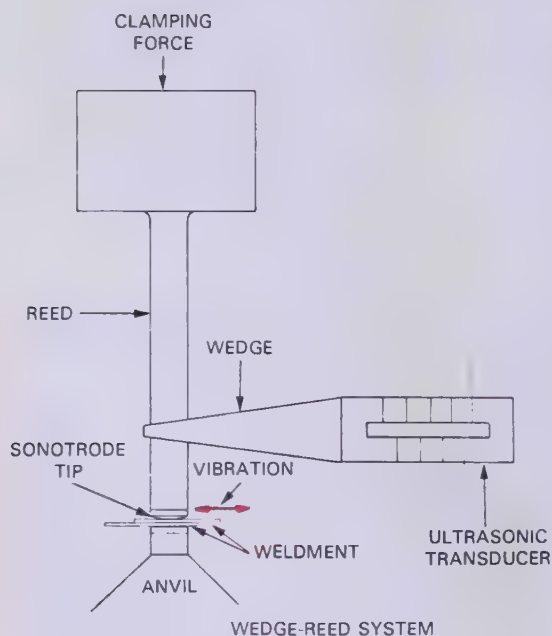 CLAMPING
FORCE
REED
WEDGE
SONOTRODE
TIP
VIBRATION
WELDMENT
ULTRASONIC
TRANSDUCER
ANVIL
WEDGE-REED SYSTEM